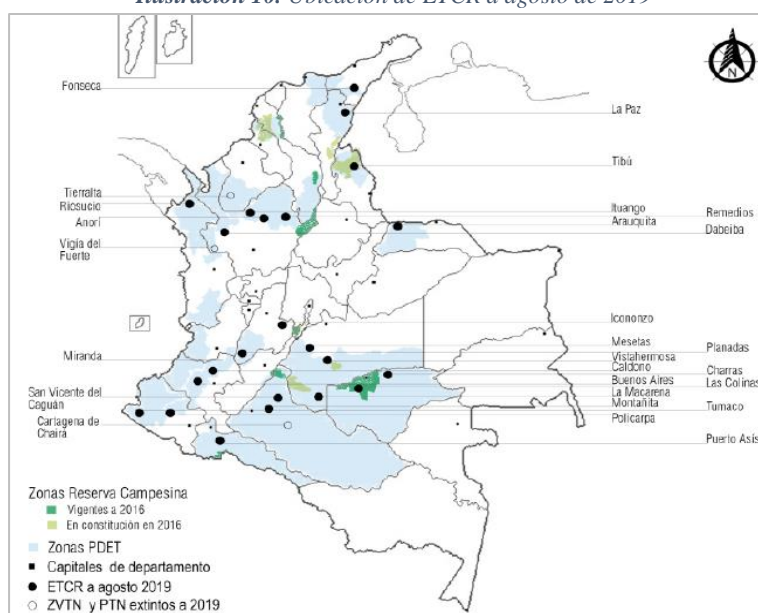 Ilustración 10. Ubicación de ETCR a agosto de 2019
N
Fonseca
La Paz
Tibú
Tierralta
Riosucio
Ituango
Remedios
Anorí
Arauquita
Dabeiba
Vigía del
Fuerte
Icononzo
Mesetas
Planadas
Miranda
Vistahermosa
Caldono
Charras
Buenos Aires
Las Colinas
San Vicente del
Caguán
La Macarena
Montañita
Tumaco
Cartagena
de Chairá
Policarpa
Puerto Asís
Zonas Reserva Campesina
Vigentes a 2016
En constitución en 2016
Zonas PDET
Capitales de departamento
ETCR a agosto 2019
ZVTN y PTN extintos a 2019